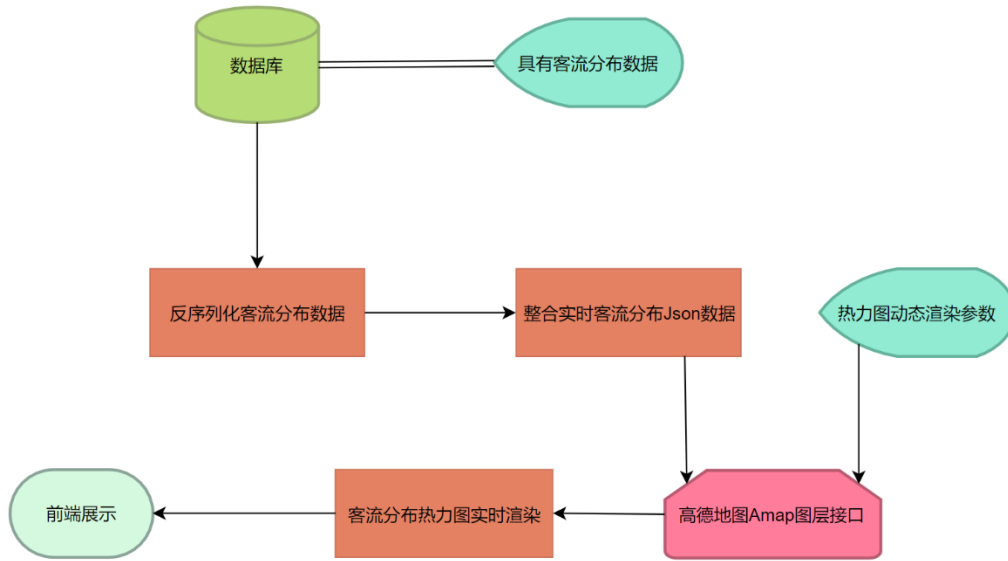 数据库
具有客流分布数据
反序列化客流分布数据
整合实时客流分布Json数据
热力图动态渲染参数
前端展示
客流分布热力图实时渲染
高德地图Amap图层接口